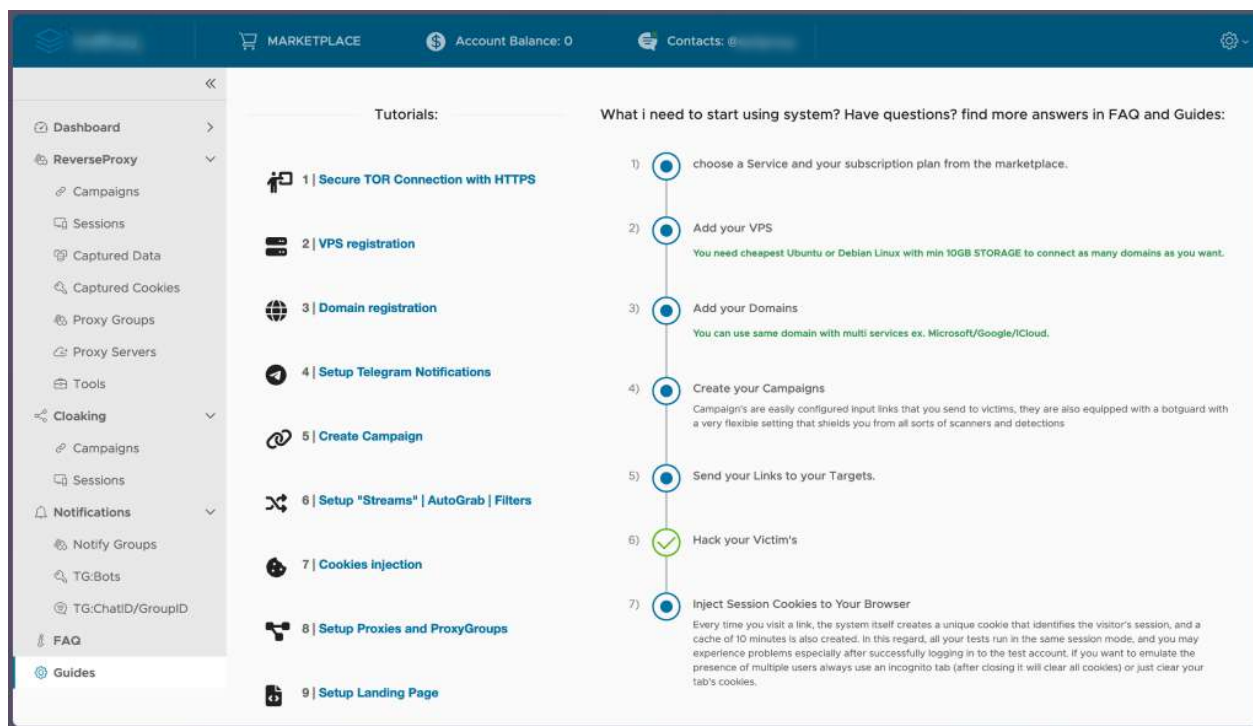 MARKETPLACE
Account Balance: 0
Contacts: @
Dashboard
ReverseProxy
Campaigns
Sessions
Captured Data
Captured Cookies
Proxy Groups
Proxy Servers
Tools
Cloaking
Campaigns
Sessions
Notifications
Notify Groups
TG:Bots
TG:ChatID/GroupID
FAQ
Guides
Tutorials:
1 | Secure TOR Connection with HTTPS
2 | VPS registration
3 | Domain registration
4 | Setup Telegram Notifications
5 | Create Campaign
6 | Setup "Streams" | AutoGrab | Filters
7 | Cookies injection
8 | Setup Proxies and ProxyGroups
9 | Setup Landing Page
What i need to start using system? Have questions? find more answers in FAQ and Guides:
1) choose a Service and your subscription plan from the marketplace.
2) Add your VPS
You need cheapest Ubuntu or Debian Linux with min 10GB STORAGE to connect as many domains as you want.
3) Add your Domains
You can use same domain with multi services ex. Microsoft/Google/ICloud.
4) Create your Campaigns
Campaign's are easily configured input links that you send to victims, they are also equipped with a botguard with
a very flexible setting that shields you from all sorts of scanners and detections
5) Send your Links to your Targets.
6) Hack your Victim's
7) Inject Session Cookies to Your Browser
Every time you visit a link, the system itself creates a unique cookie that identifies the visitor's session, and a
cache of 10 minutes is also created. In this regard, all your tests run in the same session mode, and you may
experience problems especially after successfully logging in to the test account. if you want to emulate the
presence of multiple users always use an incognito tab (after closing it will clear all cookies) or just clear your
tab's cookies.